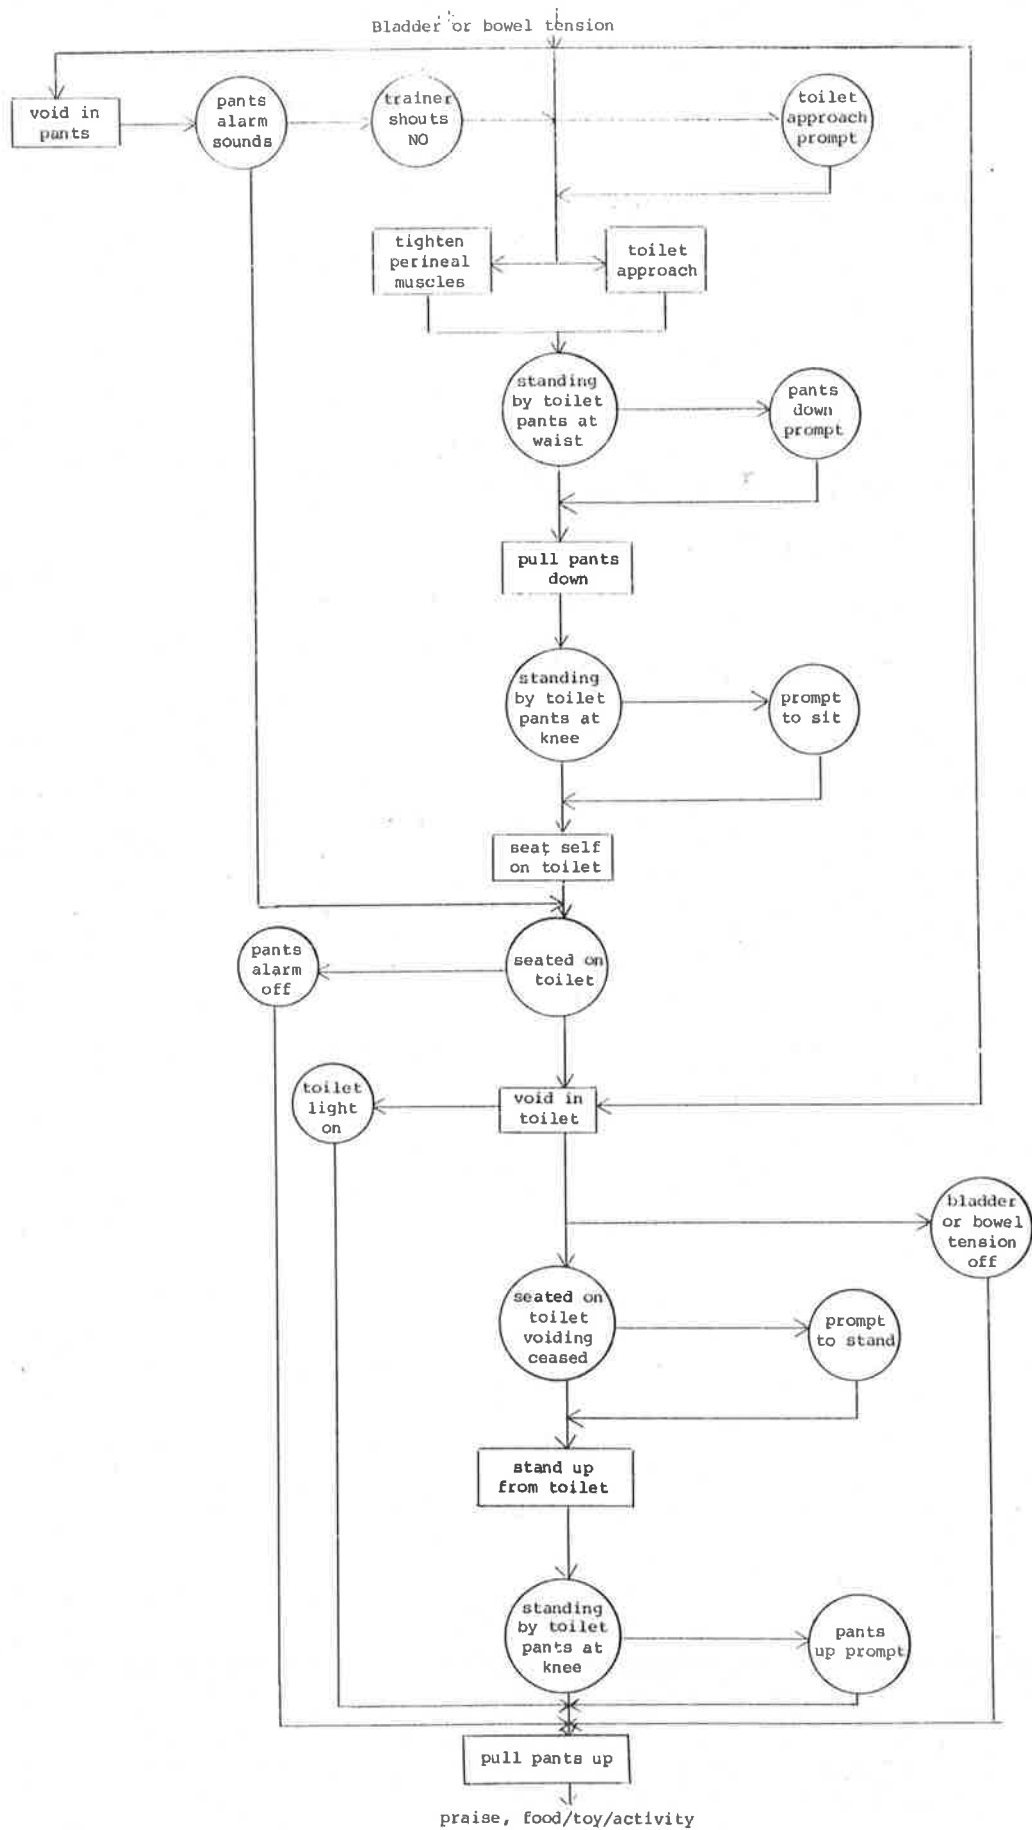 Bladder or bowel tension
void in
pants
pants
alarm
sounds
trainer
shouts
NO
toilet
approach
prompt
tighten
perineal
muscles
toilet
approach
standing
by toilet
pants at
waist
pants
down
prompt
pull pants
down
standing
by toilet
pants at
knee
prompt
to sit
seat self
on toilet
pants
alarm
off
seated on
toilet
toilet
light
on
void in
toilet
bladder
or bowel
tension
off
seated on
toilet
voiding
ceased
prompt
to stand
stand up
from toilet
standing
by toilet
pants at
knee
pants
up prompt
pull pants up
praise, food/toy/activity